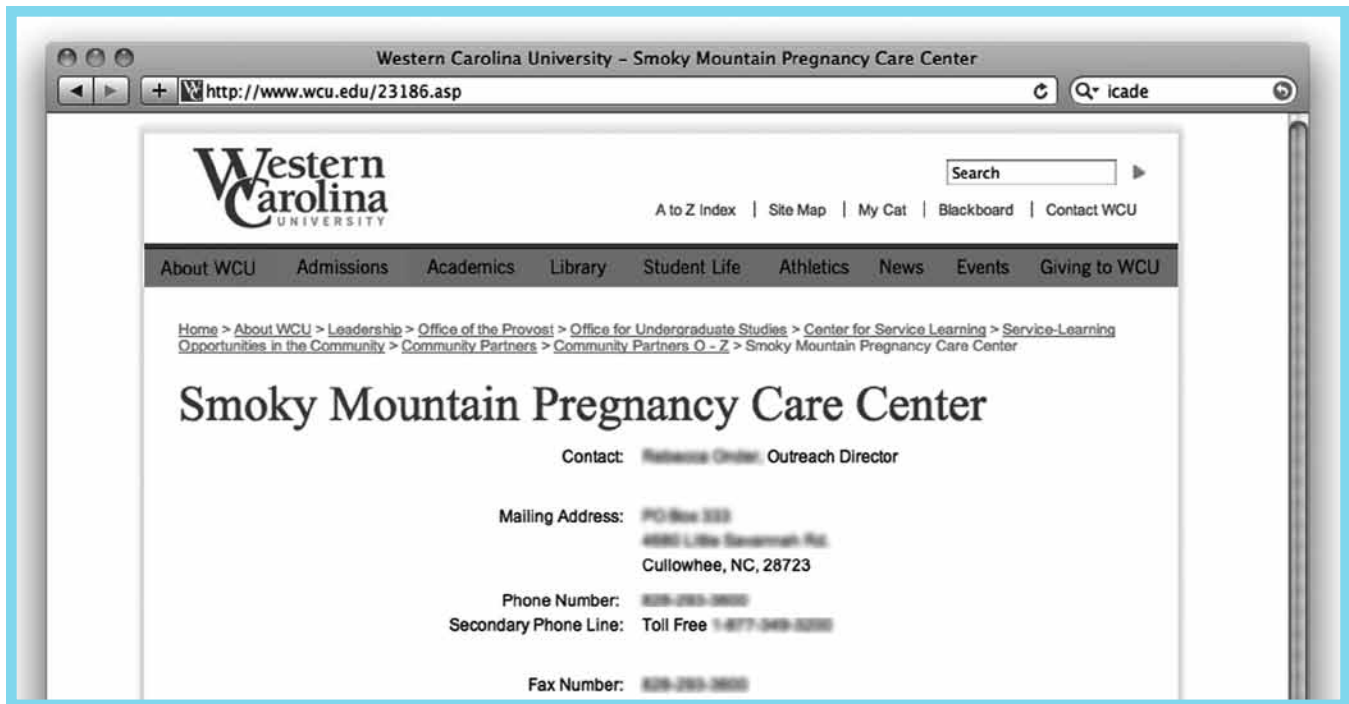 Western Carolina University – Smoky Mountain Pregnancy Care Center
http://www.wcu.edu/23186.asp
icade
Western
Carolina
UNIVERSITY
Search
A to Z Index | Site Map | My Cat | Blackboard | Contact WCU
About WCU Admissions Academics Library Student Life Athletics News Events Giving to WCU
Home > About WCU > Leadership > Office of the Provost > Office for Undergraduate Studies > Center for Service Learning > Service-Learning
Opportunities in the Community > Community Partners > Community Partners O - Z > Smoky Mountain Pregnancy Care Center
Smoky Mountain Pregnancy Care Center
Contact: Outreach Director
Mailing Address:
Cullowhee, NC, 28723
Phone Number:
Secondary Phone Line: Toll Free
Fax Number: